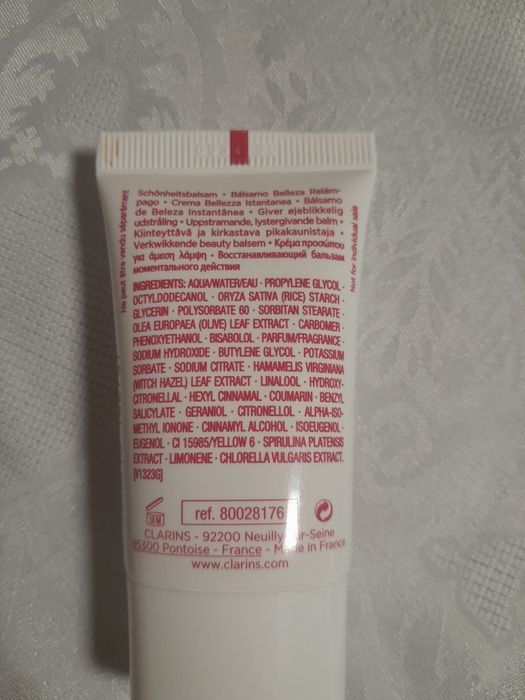 Schönheitsbalsam • Bálsamo Belleza Relám-
pago • Crema Bellezza Istantanea • Bálsamo
de Beleza Instantânea • Giver øjeblikkelig
udstråling • Uppstramande, lystergivande balm •
Kiinteyttävä ja kirkastava pikakaunistaja •
Verkwikkende beauty balsem • Κρέμα προσώπου
για άμεση λάμψη • Восстанавливающий бальзам
моментального действия
Ne peut être vendu séparément
Not for individual sale
INGREDIENTS: AQUA/WATER/EAU · PROPYLENE GLYCOL ·
OCTYLDODECANOL · ORYZA SATIVA (RICE) STARCH ·
GLYCERIN · POLYSORBATE 60 · SORBITAN STEARATE ·
OLEA EUROPAEA (OLIVE) LEAF EXTRACT · CARBOMER ·
PHENOXYETHANOL · BISABOLOL · PARFUM/FRAGRANCE ·
SODIUM HYDROXIDE · BUTYLENE GLYCOL · POTASSIUM
SORBATE · SODIUM CITRATE · HAMAMELIS VIRGINIANA
(WITCH HAZEL) LEAF EXTRACT · LINALOOL · HYDROXY-
CITRONELLAL · HEXYL CINNAMAL · COUMARIN · BENZYL
SALICYLATE · GERANIOL · CITRONELLOL · ALPHA-ISO-
METHYL IONONE · CINNAMYL ALCOHOL · ISOEUGENOL ·
EUGENOL · CI 15985/YELLOW 6 · SPIRULINA PLATENSIS
EXTRACT · LIMONENE · CHLORELLA VULGARIS EXTRACT.
[V1323G]
ref. 80028176
CLARINS - 92200 Neuilly-sur-Seine
95300 Pontoise - France - Made in France
www.clarins.com